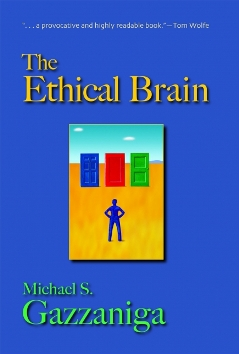 ". . . a provocative and highly readable book."—Tom Wolfe
The
Ethical Brain
Michael S.
Gazzaniga